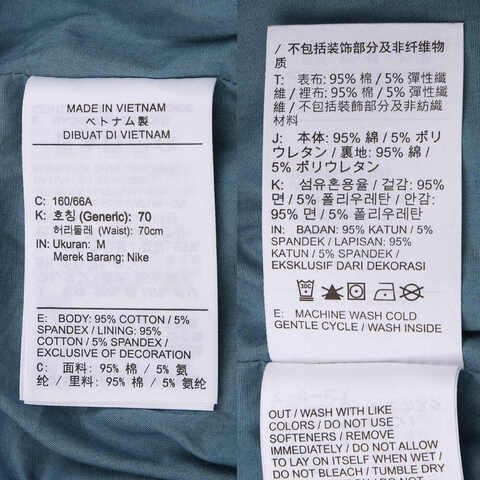 MADE IN VIETNAM
ベトナム製
DIBUAT DI VIETNAM
C: 160/66A
K: 호칭 (Generic): 70
허리둘레 (Waist): 70cm
IN: Ukuran: M
Merek Barang: Nike
E: BODY: 95% COTTON / 5%
SPANDEX / LINING: 95%
COTTON / 5% SPANDEX /
EXCLUSIVE OF DECORATION
C: 面料: 95% 棉 / 5% 氨
纶 / 里料: 95% 棉 / 5% 氨纶
/ 不包括装饰部分及非纤维物
质
T: 表布: 95% 棉 / 5% 彈性纖
維 / 裡布: 95% 棉 / 5% 彈性纖
維 / 不包括装飾部分及非紡織
材料
J: 本体: 95% 綿 / 5% ポリ
ウレタン / 裏地: 95% 綿 /
5% ポリウレタン
K: 섬유혼용율 / 겉감: 95%
면 / 5% 폴리우레탄 / 안감:
95% 면 / 5% 폴리우레탄
IN: BADAN: 95% KATUN / 5%
SPANDEK / LAPISAN: 95%
KATUN / 5% SPANDEK /
EKSKLUSIF DARI DEKORASI
E: MACHINE WASH COLD
GENTLE CYCLE / WASH INSIDE
OUT / WASH WITH LIKE
COLORS / DO NOT USE
SOFTENERS / REMOVE
IMMEDIATELY / DO NOT ALLOW
TO LAY ON ITSELF WHEN WET /
DO NOT BLEACH / TUMBLE DRY